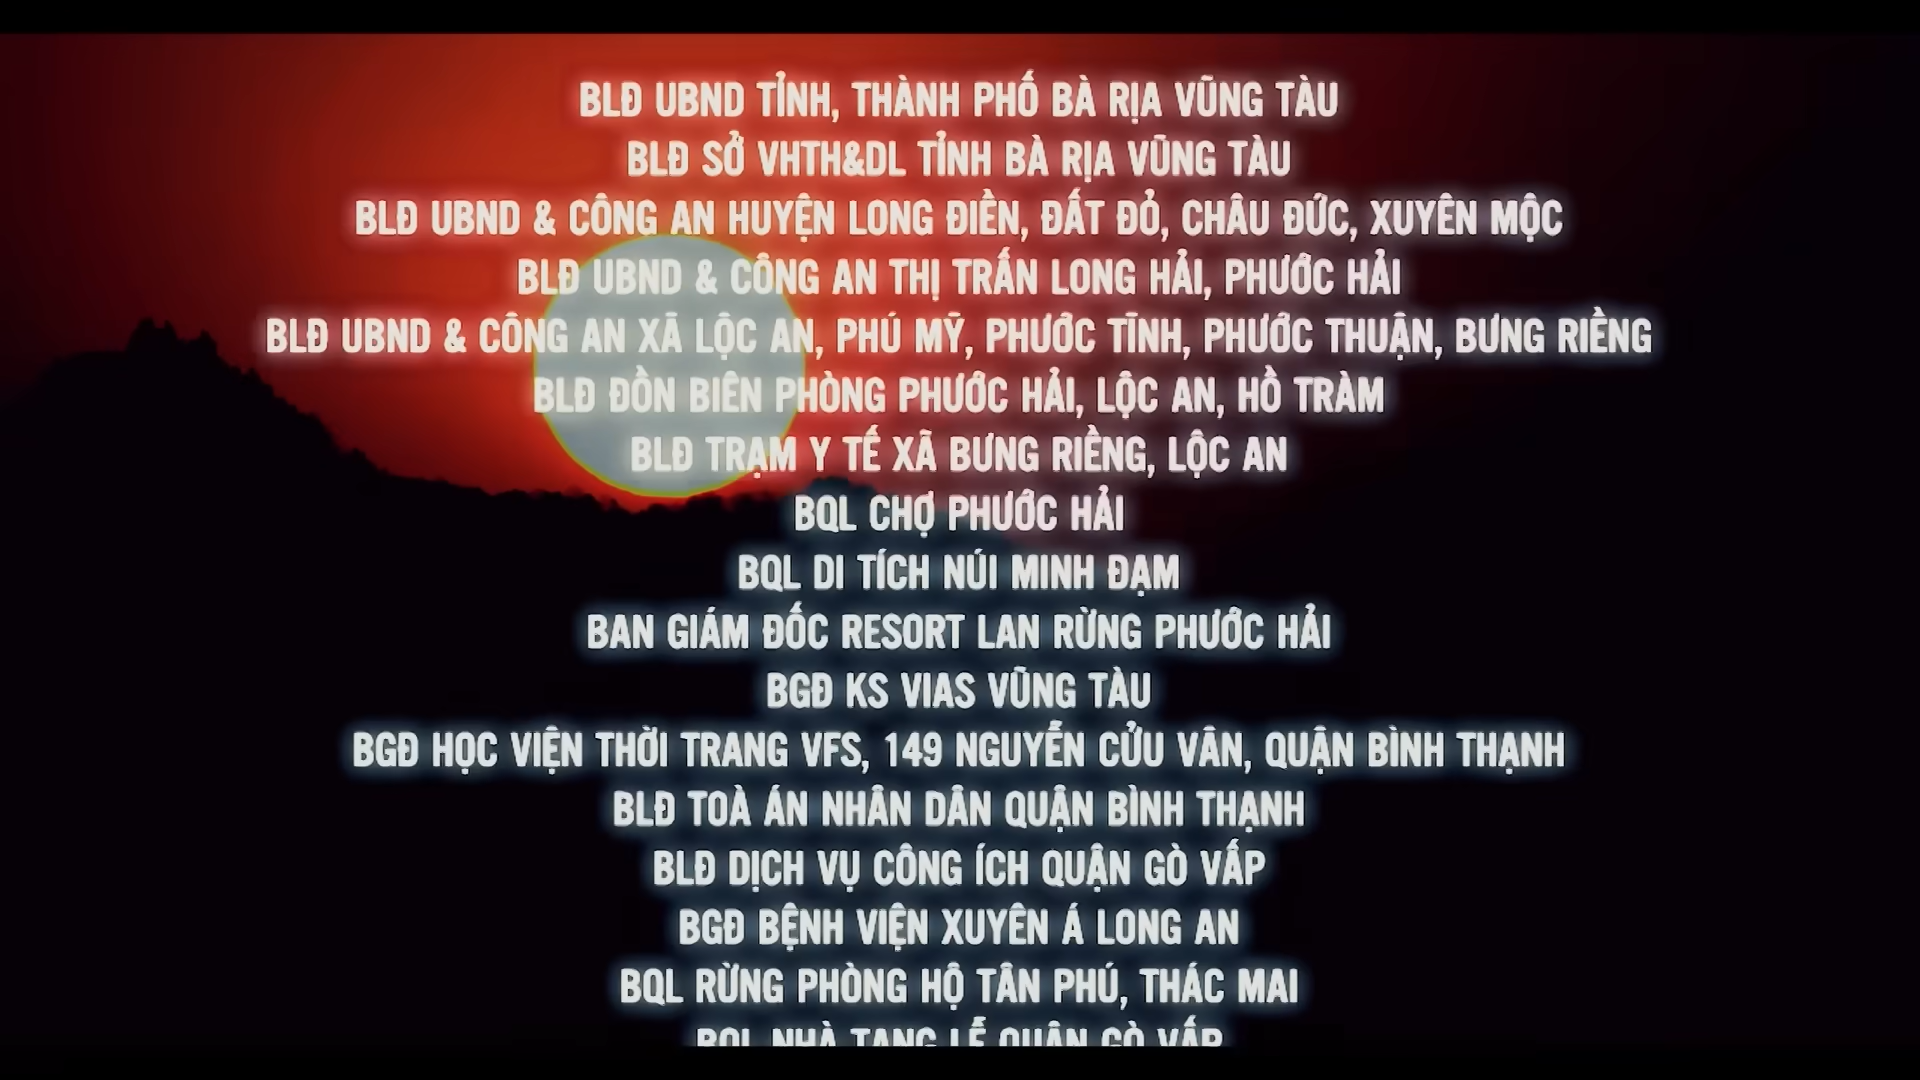 BLĐ UBND TỈNH, THÀNH PHỐ BÀ RỊA VŨNG TÀU
BLĐ SỞ VHTH&DL TỈNH BÀ RỊA VŨNG TÀU
BLĐ UBND & CÔNG AN HUYỆN LONG ĐIỀN, ĐẤT ĐỎ, CHÂU ĐỨC, XUYÊN MỘC
BLĐ UBND & CÔNG AN THỊ TRẤN LONG HẢI, PHƯỚC HẢI
BLĐ UBND & CÔNG AN XÃ LỘC AN, PHÚ MỸ, PHƯỚC TĨNH, PHƯỚC THUẬN, BƯNG RIỀNG
BLĐ ĐỒN BIÊN PHÒNG PHƯỚC HẢI, LỘC AN, HỒ TRÀM
BLĐ TRẠM Y TẾ XÃ BƯNG RIỀNG, LỘC AN
BQL CHỢ PHƯỚC HẢI
BQL DI TÍCH NÚI MINH ĐẠM
BAN GIÁM ĐỐC RESORT LAN RỪNG PHƯỚC HẢI
BGĐ KS VIAS VŨNG TÀU
BGĐ HỌC VIỆN THỜI TRANG VFS, 149 NGUYỄN CỬU VÂN, QUẬN BÌNH THẠNH
BLĐ TOÀ ÁN NHÂN DÂN QUẬN BÌNH THẠNH
BLĐ DỊCH VỤ CÔNG ÍCH QUẬN GÒ VẤP
BGĐ BỆNH VIỆN XUYÊN Á LONG AN
BQL RỪNG PHÒNG HỘ TÂN PHÚ, THÁC MAI
BQL NHÀ TANG LỄ QUẬN GÒ VẤP